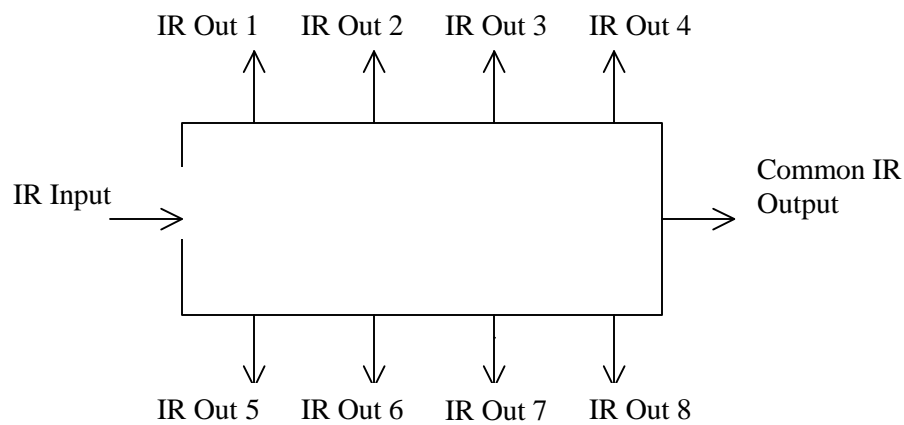 IR Out 1 IR Out 2 IR Out 3 IR Out 4
IR Input
Common IR
Output
IR Out 5 IR Out 6 IR Out 7 IR Out 8